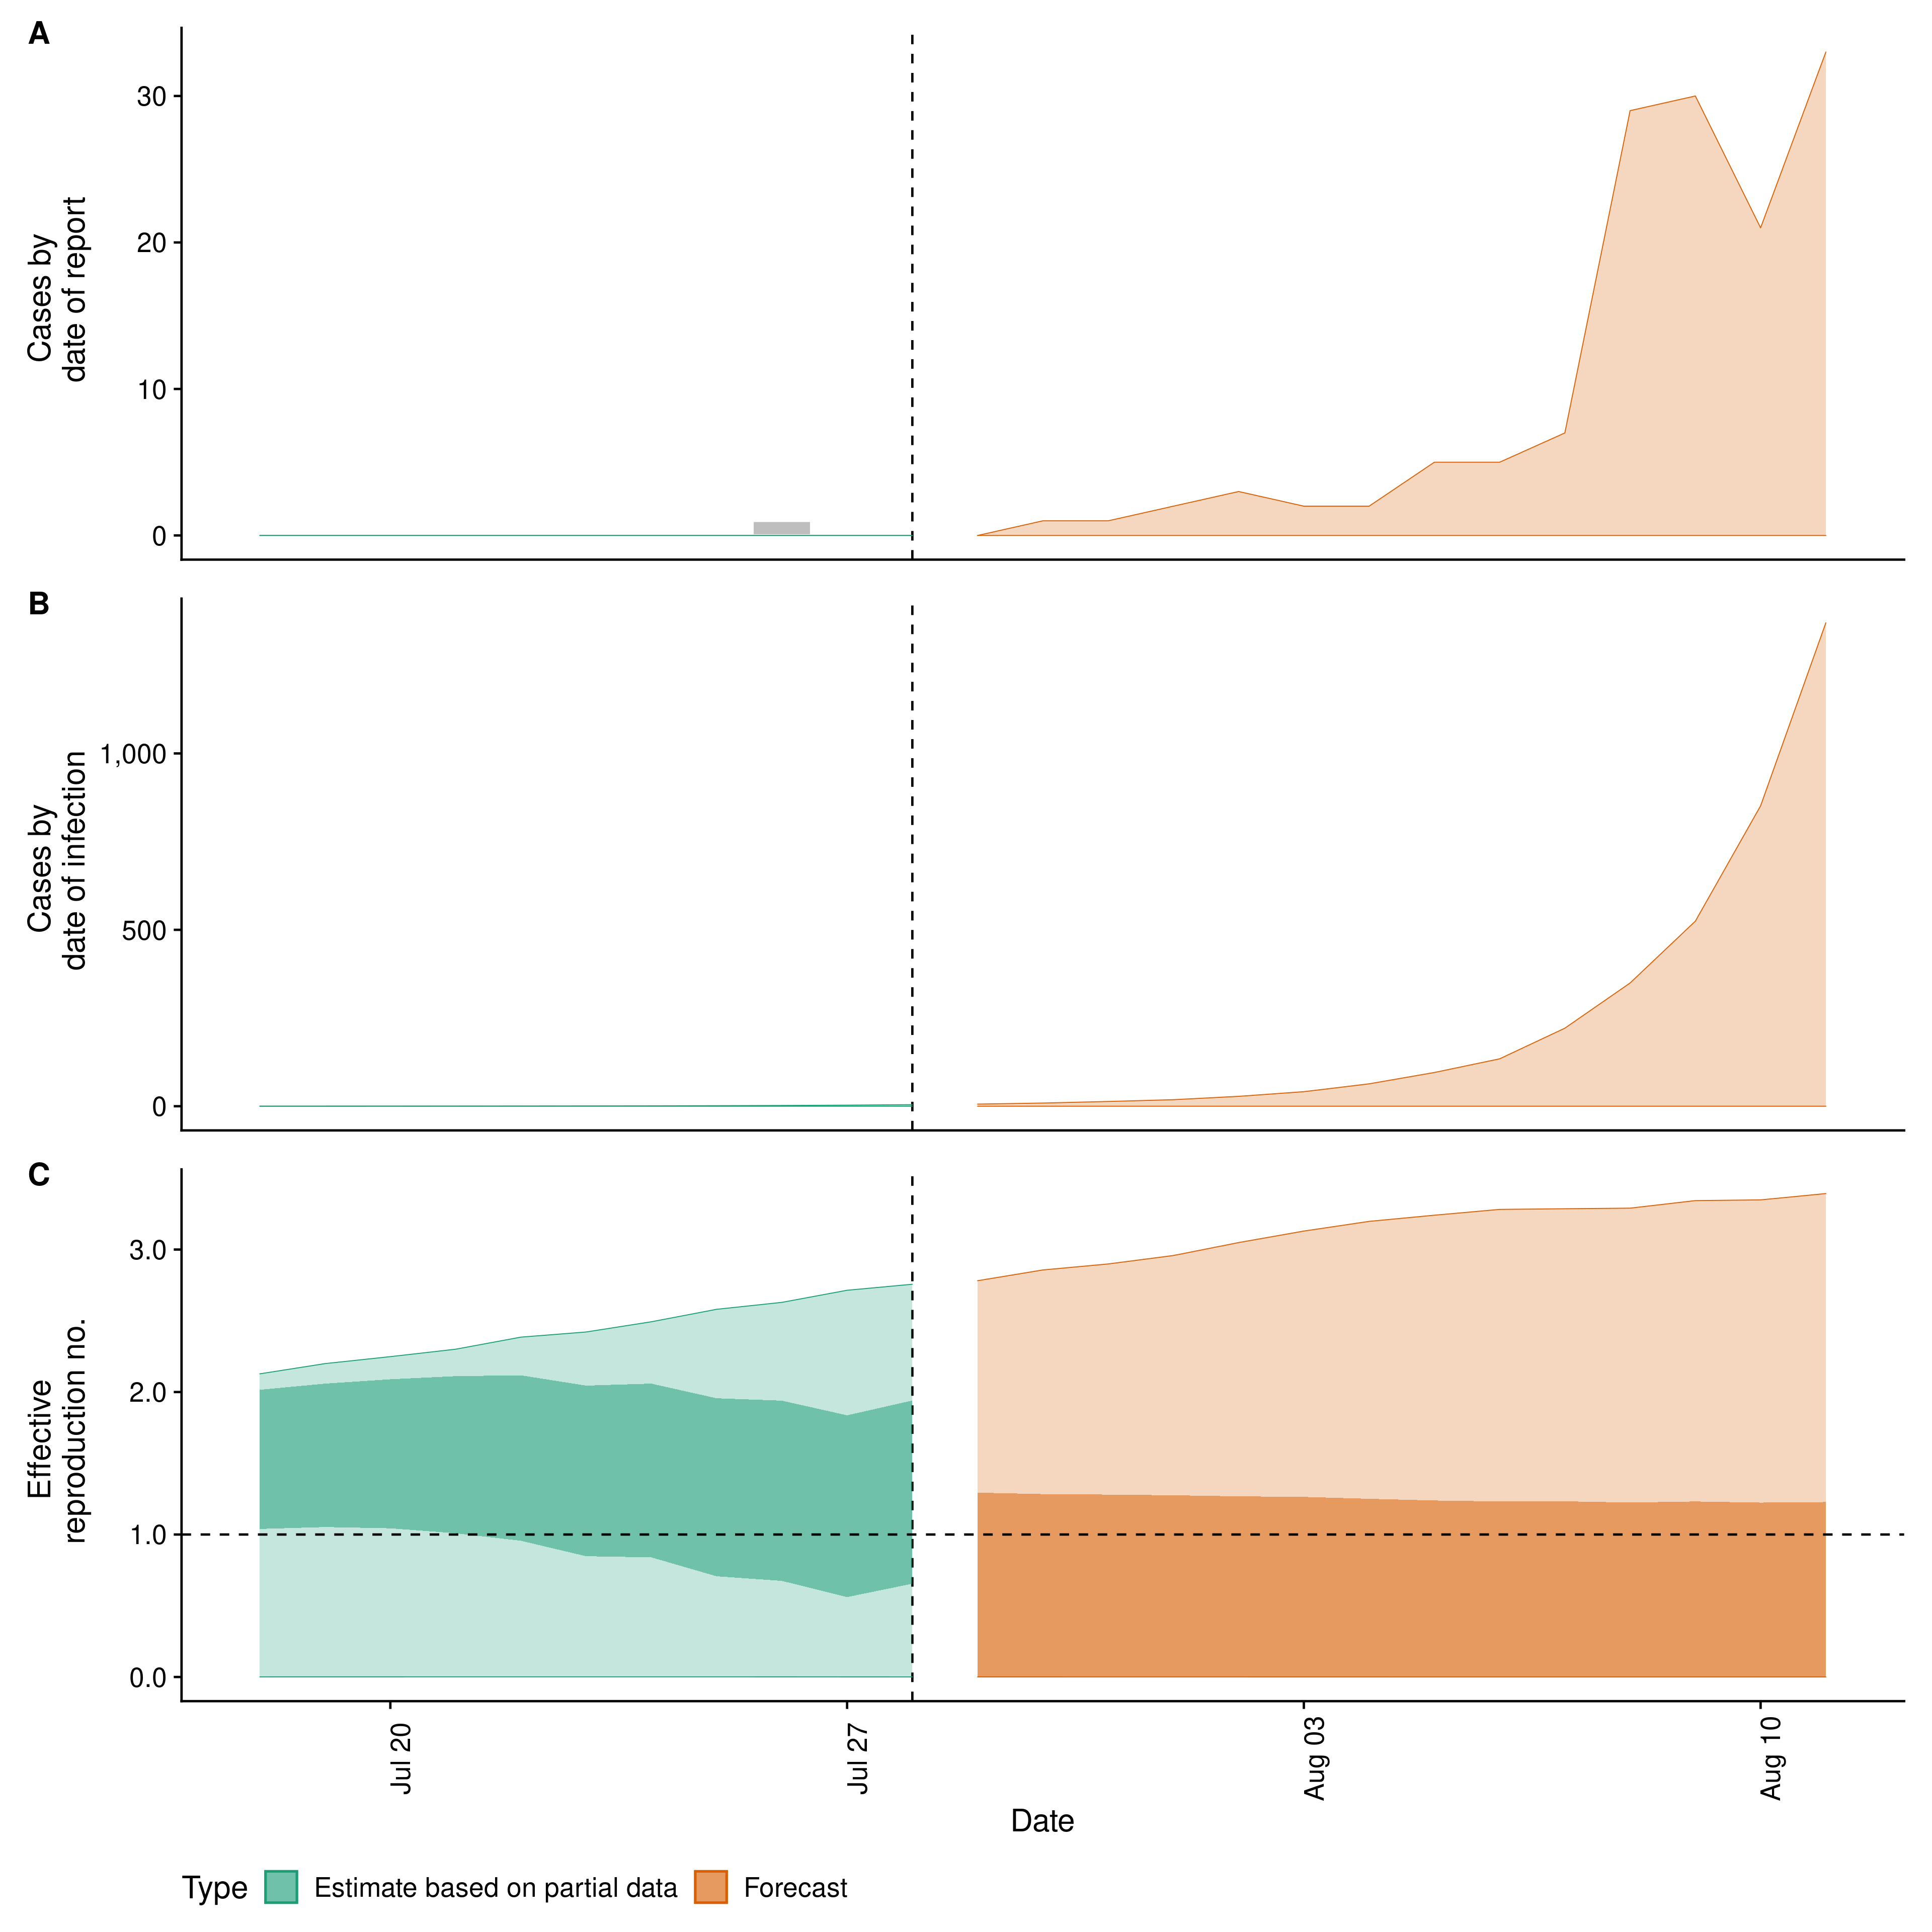 A
Cases by
date of report
30
20
10
0
B
Cases by
date of infection
1,000
500
0
C
Effective
reproduction no.
3.0
2.0
1.0
0.0
Jul 20
Jul 27
Aug 03
Aug 10
Date
Type Estimate based on partial data Forecast